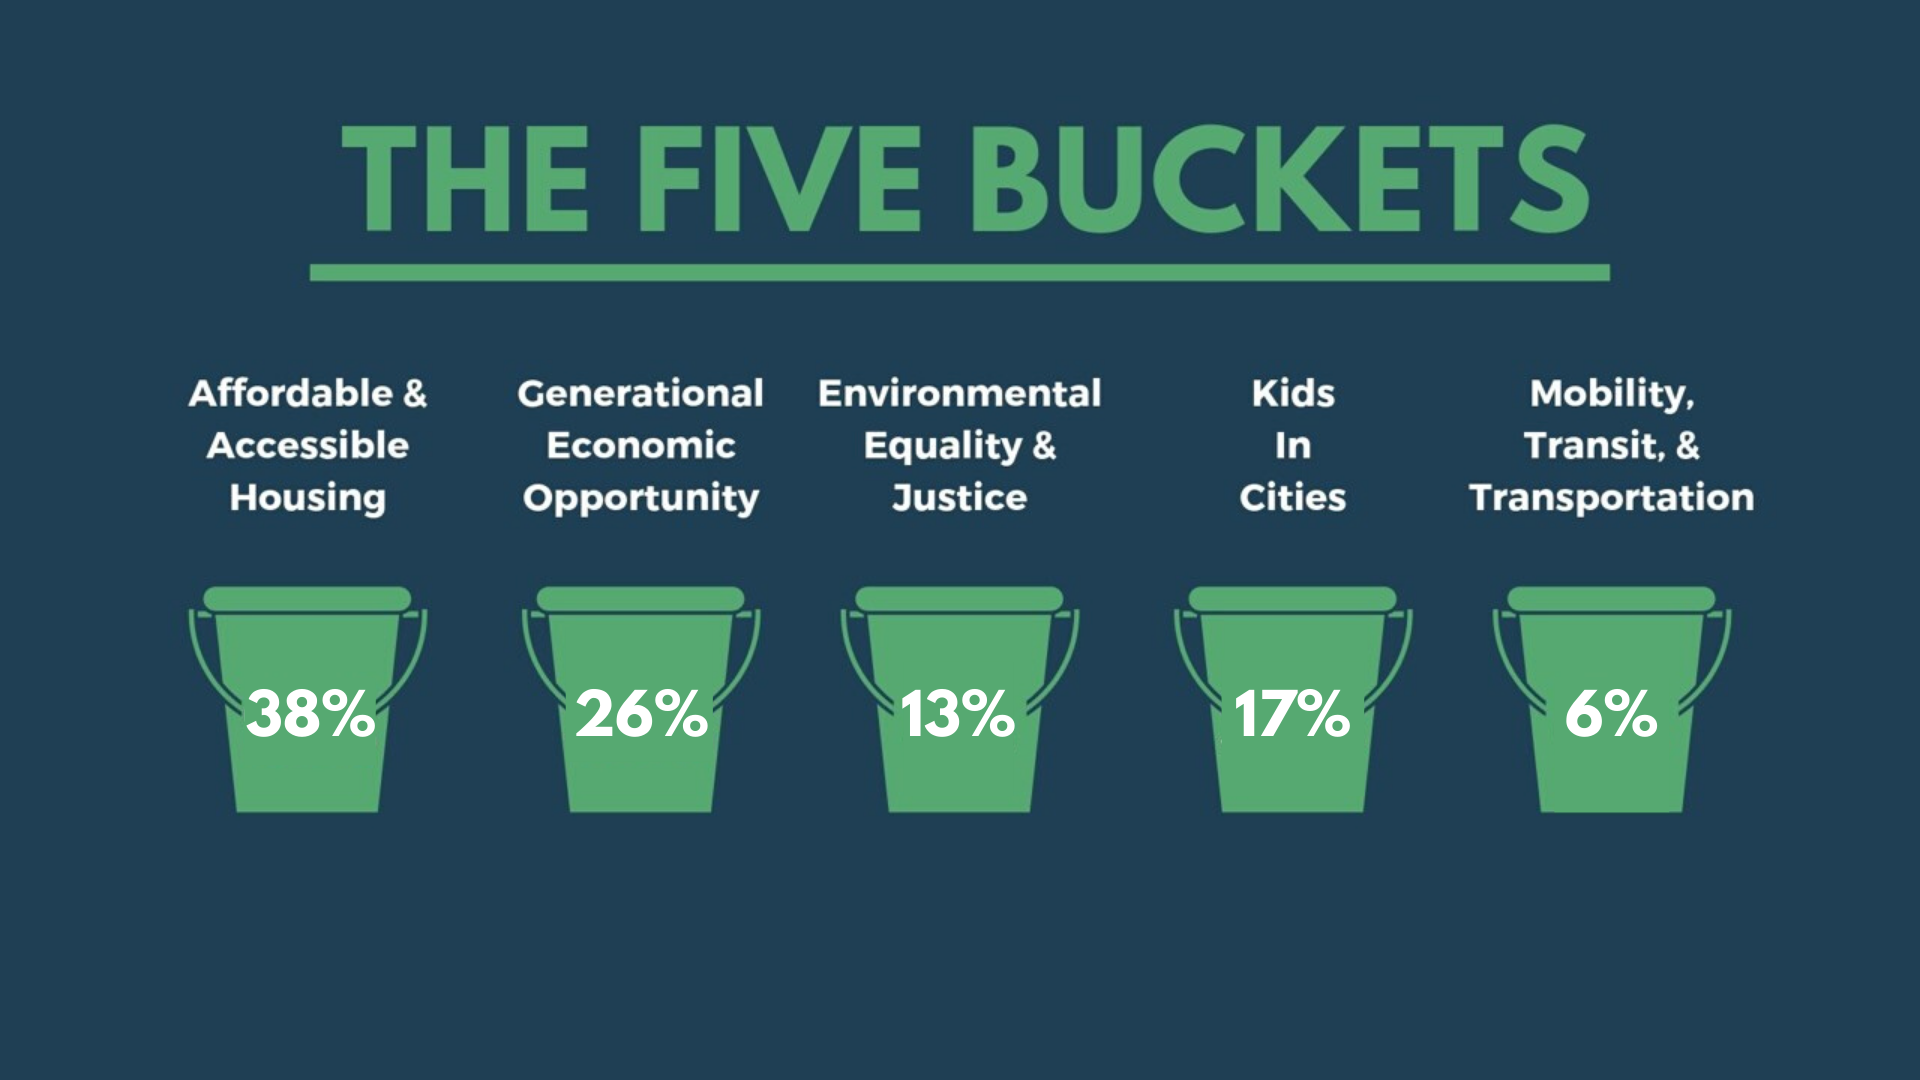 THE FIVE BUCKETS
Affordable &
Accessible
Housing
Generational
Economic
Opportunity
Environmental
Equality &
Justice
Kids
In
Cities
Mobility,
Transit, &
Transportation
38%
26%
13%
17%
6%